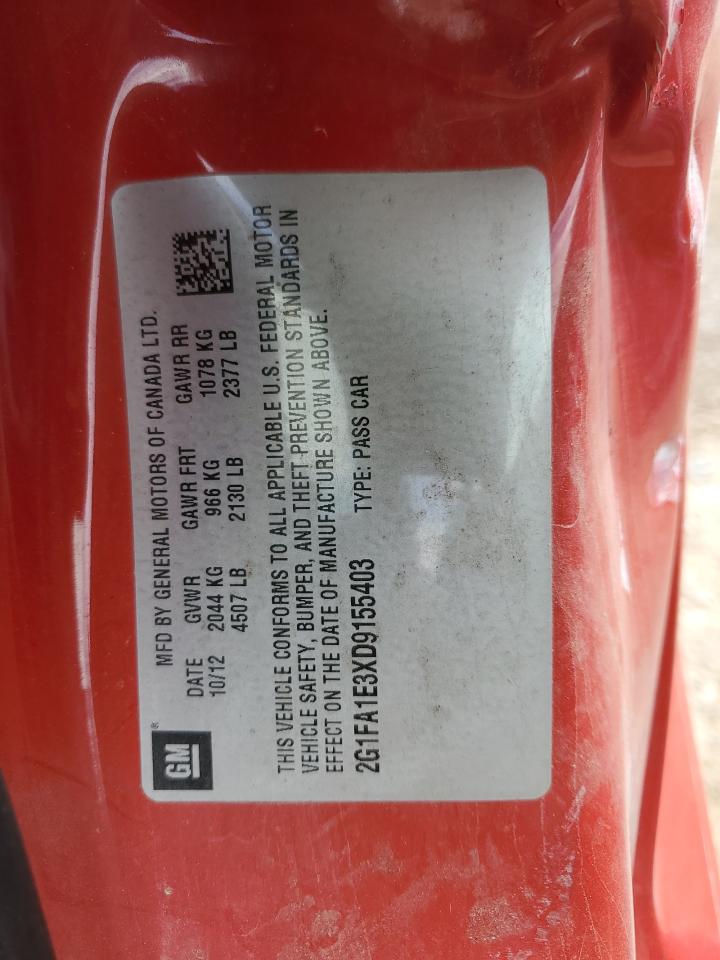 GM ®
MFD BY GENERAL MOTORS OF CANADA LTD.
DATE GVWR GAWR FRT GAWR RR
10/12 2044 KG 966 KG 1078 KG
4507 LB 2130 LB 2377 LB
THIS VEHICLE CONFORMS TO ALL APPLICABLE U.S. FEDERAL MOTOR
VEHICLE SAFETY, BUMPER, AND THEFT PREVENTION STANDARDS IN
EFFECT ON THE DATE OF MANUFACTURE SHOWN ABOVE.
2G1FA1E3XD9155403 TYPE: PASS CAR